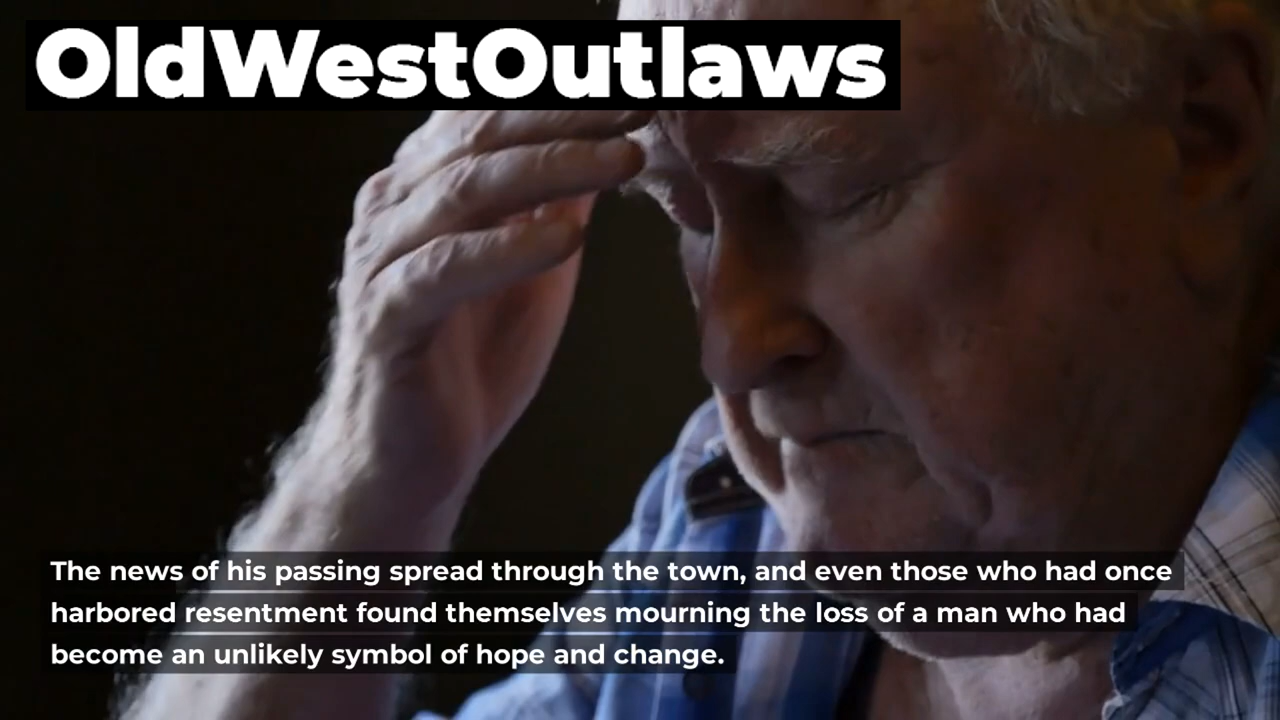 OldWestOutlaws
The news of his passing spread through the town, and even those who had once
harbored resentment found themselves mourning the loss of a man who had
become an unlikely symbol of hope and change.